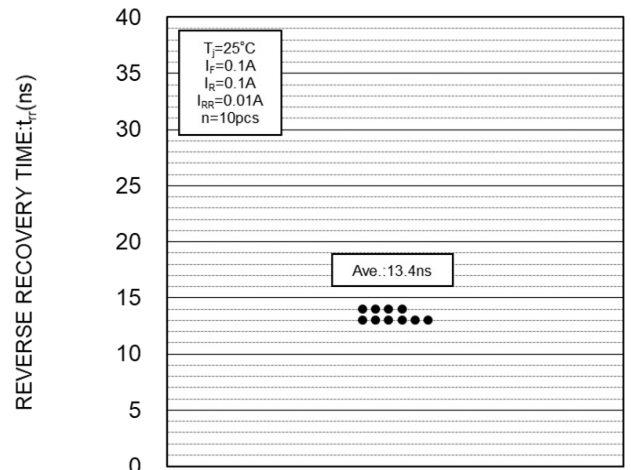 REVERSE RECOVERY TIME:trr(ns)
40
35
30
25
20
15
10
5
0
Tj=25°C
IF=0.1A
IR=0.1A
IRR=0.01A
n=10pcs
Ave.:13.4ns